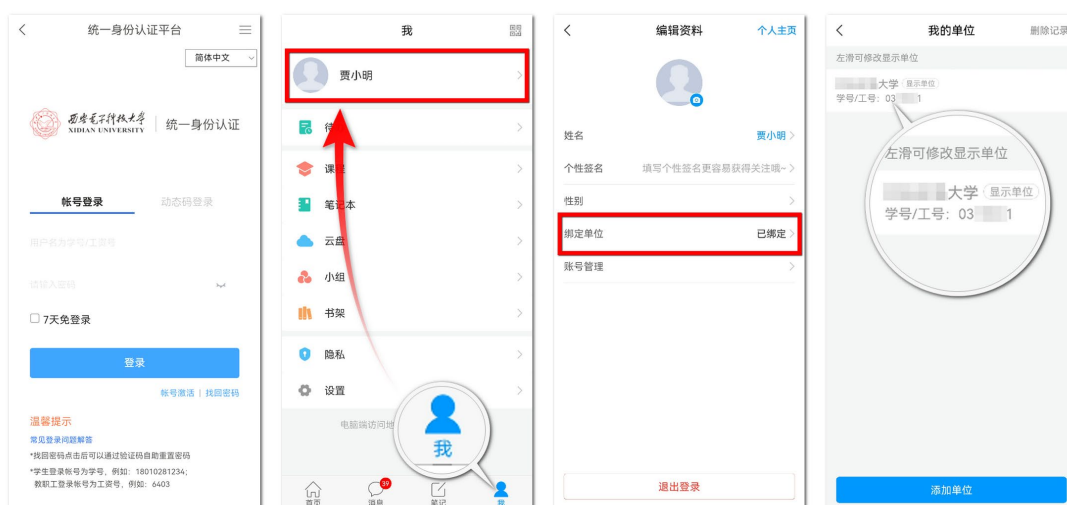 统一身份认证平台
简体中文
西安电子科技大学
XIDIAN UNIVERSITY
统一身份认证
帐号登录 动态码登录
用户名为学号/工资号
请输入密码
7天免登录
登录
帐号激活 | 找回密码
温馨提示
常见登录问题解答
*找回密码点击后可以通过验证码自助重置密码
*学生登录帐号为学号，例如：18010281234;
教职工登录帐号为工资号，例如：6403
我
贾小明
待
课程
笔记本
云盘
小组
书架
隐私
设置
电脑端访问地
我
首页 消息 39 笔记 我
编辑资料 个人主页
姓名 贾小明
个性签名 填写个性签名更容易获得关注哦~
性别
绑定单位 已绑定
账号管理
退出登录
我的单位 删除记录
左滑可修改显示单位
大学 显示单位
学号/工号：03 1
左滑可修改显示单位
大学 显示单位
学号/工号：03 1
添加单位